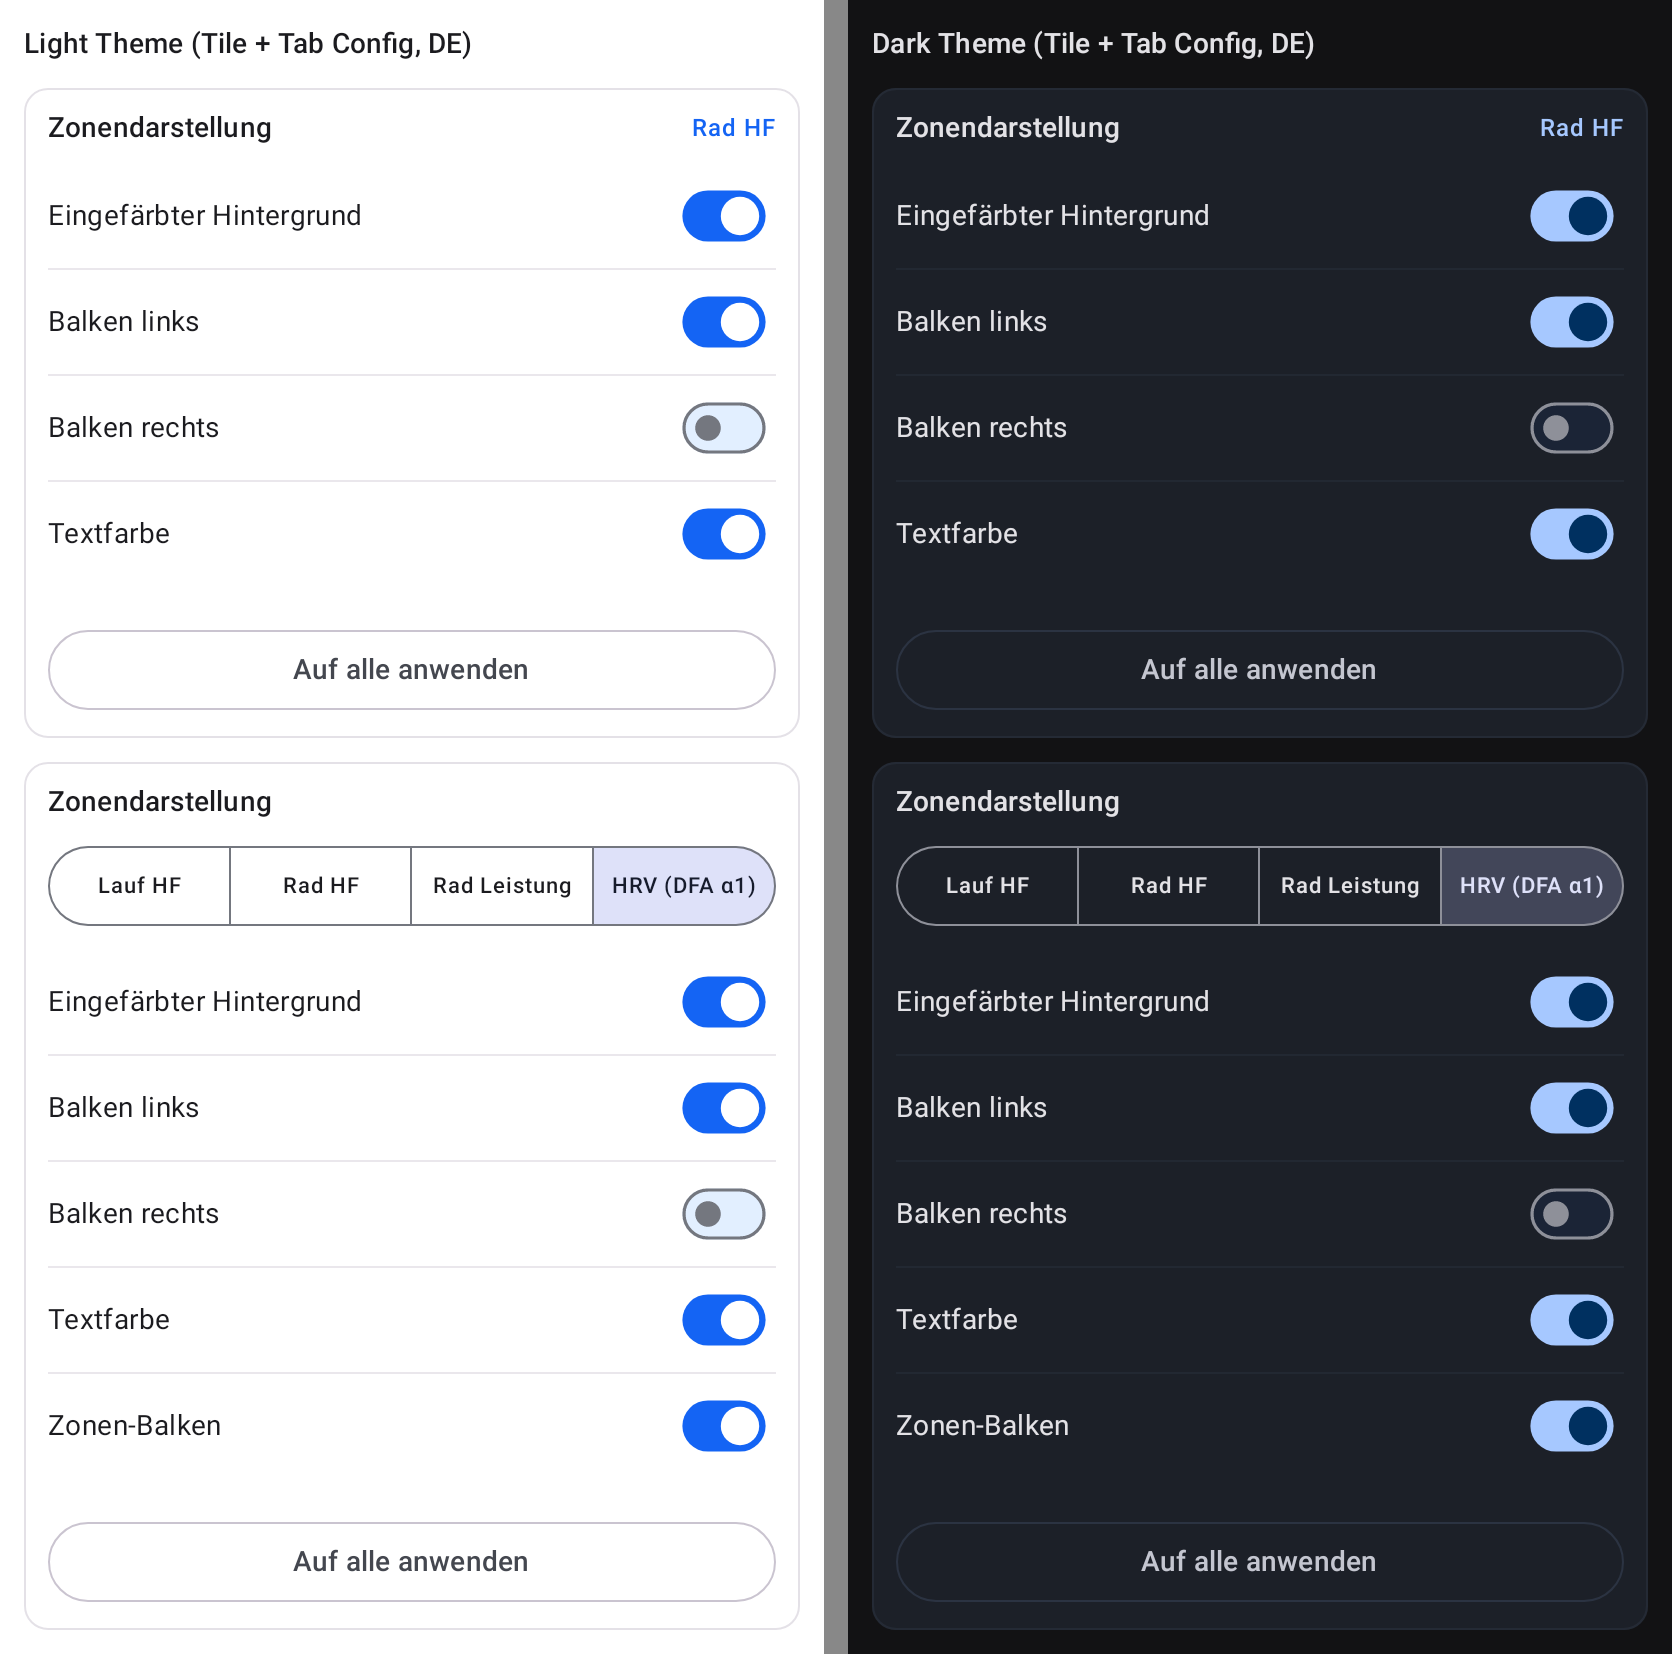 Light Theme (Tile + Tab Config, DE)
Zonendarstellung
Rad HF
Eingefärbter Hintergrund
Balken links
Balken rechts
Textfarbe
Auf alle anwenden
Zonendarstellung
Lauf HF
Rad HF
Rad Leistung
HRV (DFA α1)
Eingefärbter Hintergrund
Balken links
Balken rechts
Textfarbe
Zonen-Balken
Auf alle anwenden
Dark Theme (Tile + Tab Config, DE)
Zonendarstellung
Rad HF
Eingefärbter Hintergrund
Balken links
Balken rechts
Textfarbe
Auf alle anwenden
Zonendarstellung
Lauf HF
Rad HF
Rad Leistung
HRV (DFA α1)
Eingefärbter Hintergrund
Balken links
Balken rechts
Textfarbe
Zonen-Balken
Auf alle anwenden